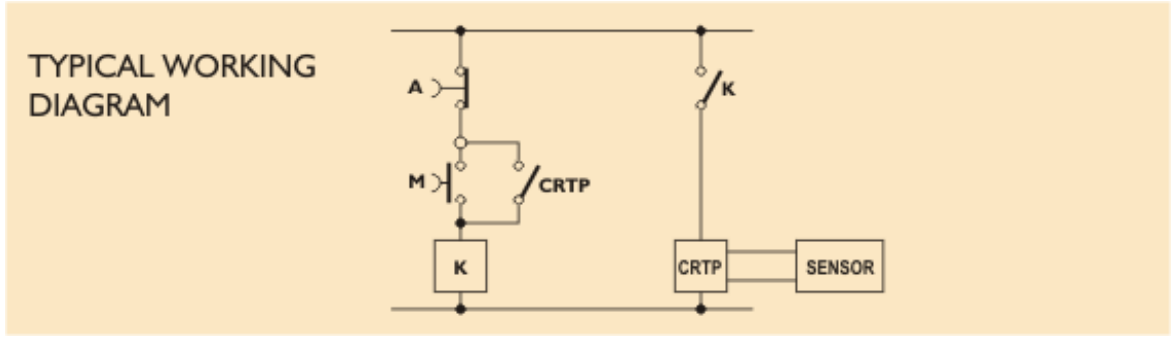 TYPICAL WORKING
DIAGRAM
A
K
M
CRTP
K
CRTP
SENSOR